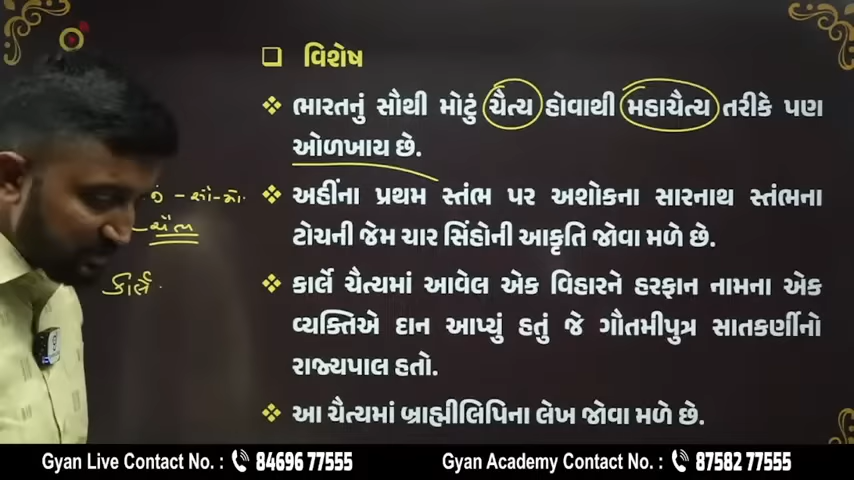 વિશેષ
ભારતનું સૌથી મોટું ચૈત્ય હોવાથી મહાચૈત્ય તરીકે પણ
ઓળખાય છે.
અહીંના પ્રથમ સ્તંભ પર અશોકના સારનાથ સ્તંભના
ટોચની જેમ ચાર સિંહોની આકૃતિ જોવા મળે છે.
કાર્લે ચૈત્યમાં આવેલ એક વિહારને હરફાન નામના એક
વ્યક્તિએ દાન આપ્યું હતું જે ગૌતમીપુત્ર સાતકર્ણીનો
રાજ્યપાલ હતો.
આ ચૈત્યમાં બ્રાહ્મીલિપિના લેખ જોવા મળે છે.
કાર્લે
Gyan Live Contact No. : 84696 77555
Gyan Academy Contact No. : 87582 77555